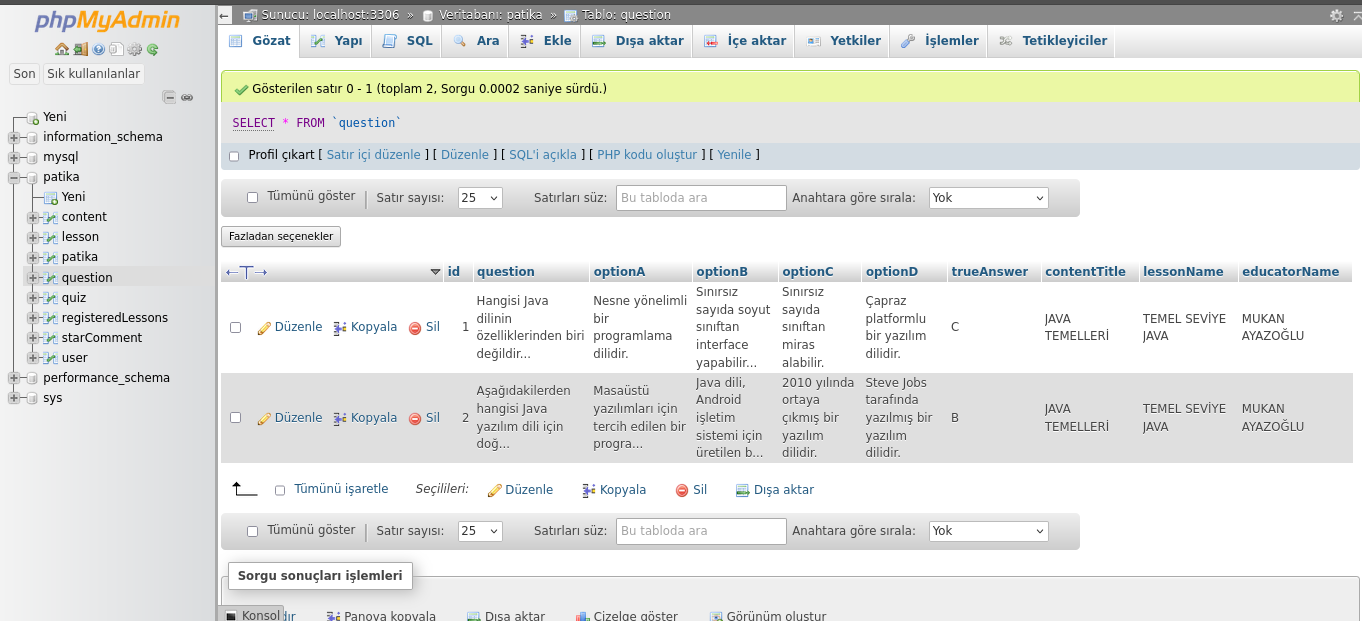 phpMyAdmin
Son Sık kullanılanlar
Yeni
information_schema
mysql
patika
Yeni
content
lesson
patika
question
quiz
registeredLessons
starComment
user
performance_schema
sys
Sunucu: localhost:3306 » Veritabanı: patika » Tablo: question
Gözat Yapı SQL Ara Ekle Dışa aktar İçe aktar Yetkiler İşlemler Tetikleyiciler
Gösterilen satır 0 - 1 (toplam 2, Sorgu 0.0002 saniye sürdü.)
SELECT * FROM `question`
Profil çıkart [ Satır içi düzenle ] [ Düzenle ] [ SQL'i açıkla ] [ PHP kodu oluştur ] [ Yenile ]
Tümünü göster Satır sayısı: 25 Satırları süz: Bu tabloda ara Anahtara göre sırala: Yok
Fazladan seçenekler
←T→ id question optionA optionB optionC optionD trueAnswer contentTitle lessonName educatorName
Düzenle Kopyala Sil 1
Hangisi Java
dilinin
özelliklerinden biri
değildir...
Nesne yönelimli
bir
programlama
dilidir.
Sınırsız
sayıda soyut
sınıftan
interface
yapabilir...
Sınırsız
sayıda
sınıftan
miras
alabilir.
Çapraz
platformlu
bir yazılım
dilidir.
C
JAVA
TEMELLERİ
TEMEL SEVİYE
JAVA
MUKAN
AYAZOĞLU
Düzenle Kopyala Sil 2
Aşağıdakilerden
hangisi Java
yazılım dili için
doğ...
Masaüstü
yazılımları için
tercih edilen bir
progra...
Java dili,
Android
işletim
sistemi için
üretilen b...
2010 yılında
ortaya
çıkmış bir
yazılım
dilidir.
Steve Jobs
tarafında
yazılmış bir
yazılım
dilidir.
B
JAVA
TEMELLERİ
TEMEL SEVİYE
JAVA
MUKAN
AYAZOĞLU
Tümünü işaretle Seçilileri: Düzenle Kopyala Sil Dışa aktar
Tümünü göster Satır sayısı: 25 Satırları süz: Bu tabloda ara Anahtara göre sırala: Yok
Sorgu sonuçları işlemleri
Konsol Panoya kopyala Dışa aktar Çizelge göster Görünüm oluştur